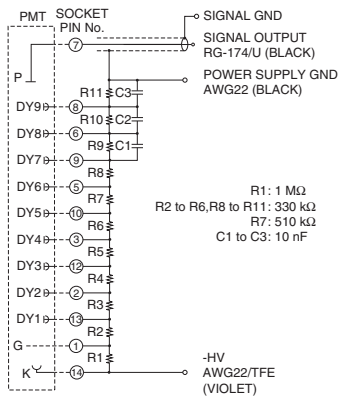 PMT
SOCKET
PIN No.
SIGNAL GND
SIGNAL OUTPUT
RG-174/U (BLACK)
7
POWER SUPPLY GND
AWG22 (BLACK)
P
R11
C3
DY9
8
R10
C2
DY8
6
R9
C1
DY7
9
R8
DY6
5
R7
DY5
10
R6
DY4
3
R5
DY3
12
R4
DY2
2
R3
DY1
13
R2
G
1
R1
K
14
R1: 1 MΩ
R2 to R6,R8 to R11: 330 kΩ
R7: 510 kΩ
C1 to C3: 10 nF
-HV
AWG22/TFE
(VIOLET)